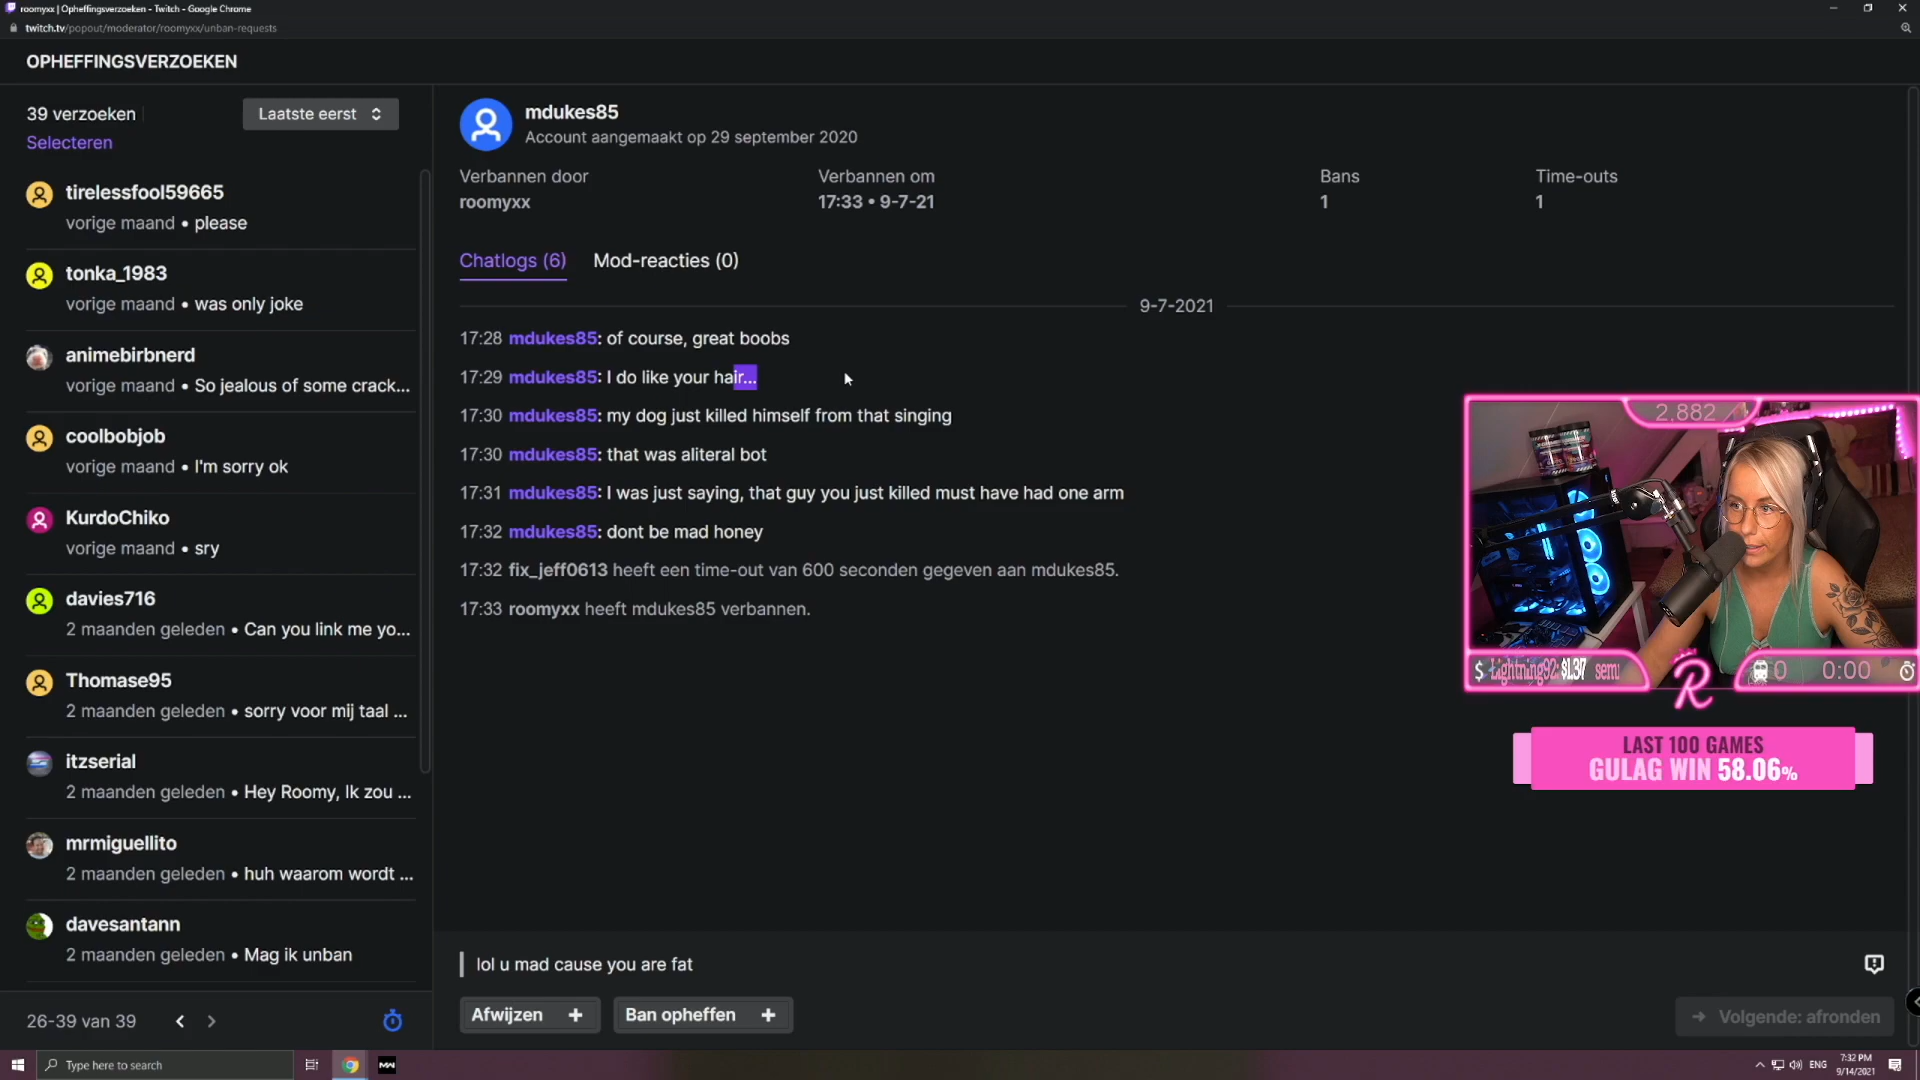 roomyxx | Opheffingsverzoeken - Twitch - Google Chrome
twitch.tv/popout/moderator/roomyxx/unban-requests
OPHEFFINGSVERZOEKEN
39 verzoeken
Laatste eerst
Selecteren
tirelessfool59665
vorige maand • please
tonka_1983
vorige maand • was only joke
animebirbnerd
vorige maand • So jealous of some crack...
coolbobjob
vorige maand • I'm sorry ok
KurdoChiko
vorige maand • sry
davies716
2 maanden geleden • Can you link me yo...
Thomase95
2 maanden geleden • sorry voor mij taal ...
itzserial
2 maanden geleden • Hey Roomy, Ik zou ...
mrmiguellito
2 maanden geleden • huh waarom wordt ...
davesantann
2 maanden geleden • Mag ik unban
26-39 van 39
mdukes85
Account aangemaakt op 29 september 2020
Verbannen door
roomyxx
Verbannen om
17:33 • 9-7-21
Bans
1
Time-outs
1
Chatlogs (6)
Mod-reacties (0)
9-7-2021
17:28 mdukes85: of course, great boobs
17:29 mdukes85: I do like your hair...
17:30 mdukes85: my dog just killed himself from that singing
17:30 mdukes85: that was aliteral bot
17:31 mdukes85: I was just saying, that guy you just killed must have had one arm
17:32 mdukes85: dont be mad honey
17:32 fix_jeff0613 heeft een time-out van 600 seconden gegeven aan mdukes85.
17:33 roomyxx heeft mdukes85 verbannen.
lol u mad cause you are fat
Afwijzen +
Ban opheffen +
Volgende: afronden
2.882
$ Lightning92: $1.37
R
0
0:00
LAST 100 GAMES
GULAG WIN 58.06%
Type here to search
MW
ENG
7:32 PM
9/14/2021